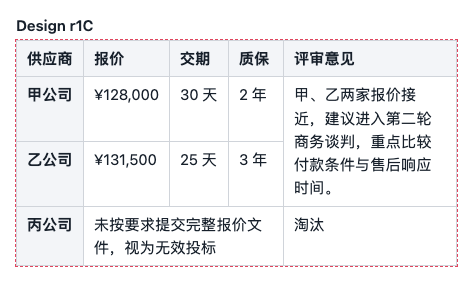 Design r1C
供应商 报价 交期 质保 评审意见
甲公司 ¥128,000 30 天 2 年 甲、乙两家报价接
近，建议进入第二轮
商务谈判，重点比较
乙公司 ¥131,500 25 天 3 年 付款条件与售后响应
时间。
丙公司 未按要求提交完整报价文 淘汰
件，视为无效投标